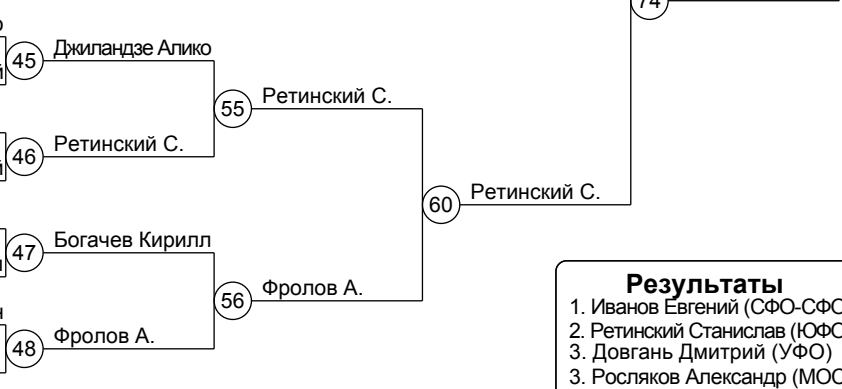 74
45 Джиландзе Алико
55 Ретинский С.
46 Ретинский С.
60 Ретинский С.
47 Богачев Кирилл
56 Фролов А.
48 Фролов А.
Результаты
1. Иванов Евгений (СФО-СФО
2. Ретинский Станислав (ЮФО
3. Довгань Дмитрий (УФО)
3. Росляков Александр (МОС